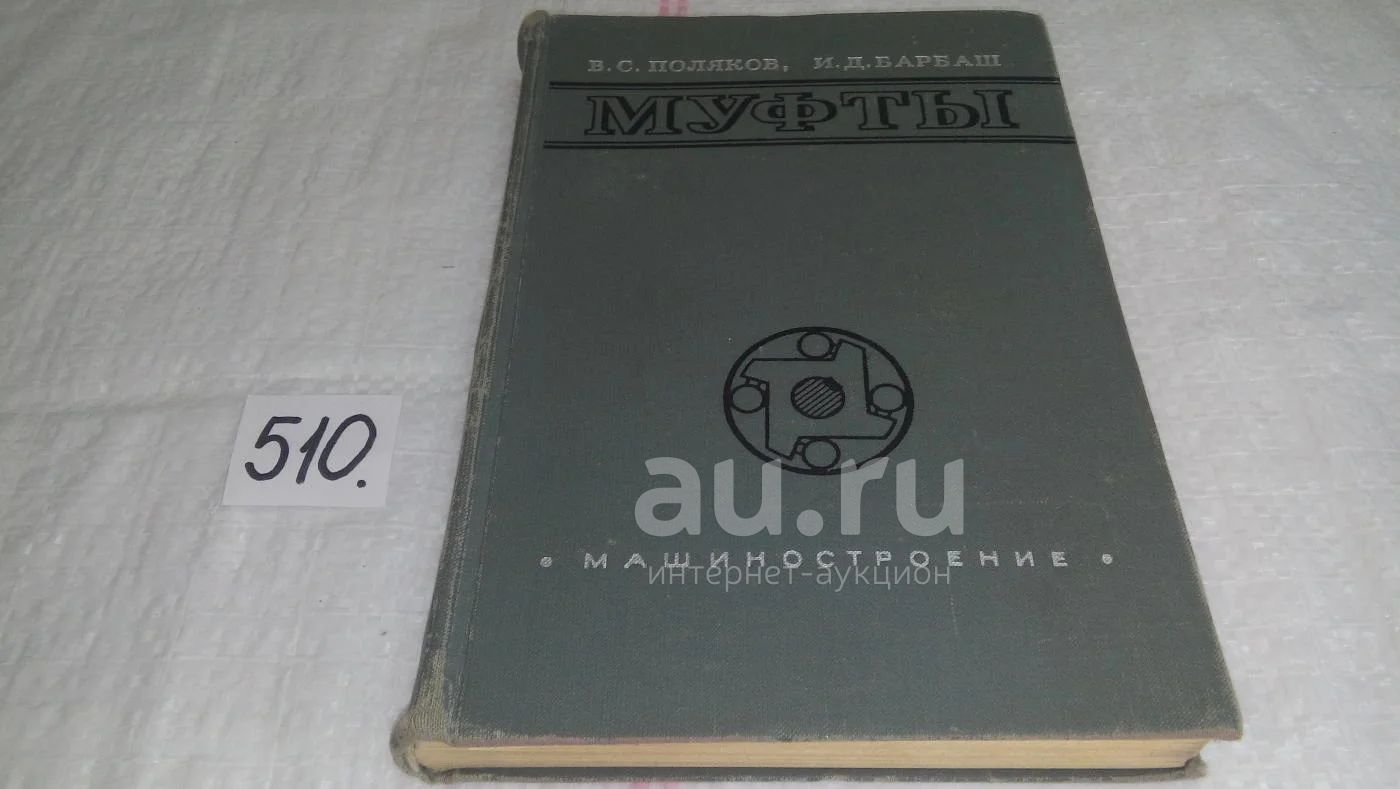 В. С. ПОЛЯКОВ, И. Д. БАРБАШ
МУФТЫ
510.
au.ru
• МАШИНОСТРОЕНИЕ •
интернет-аукцион